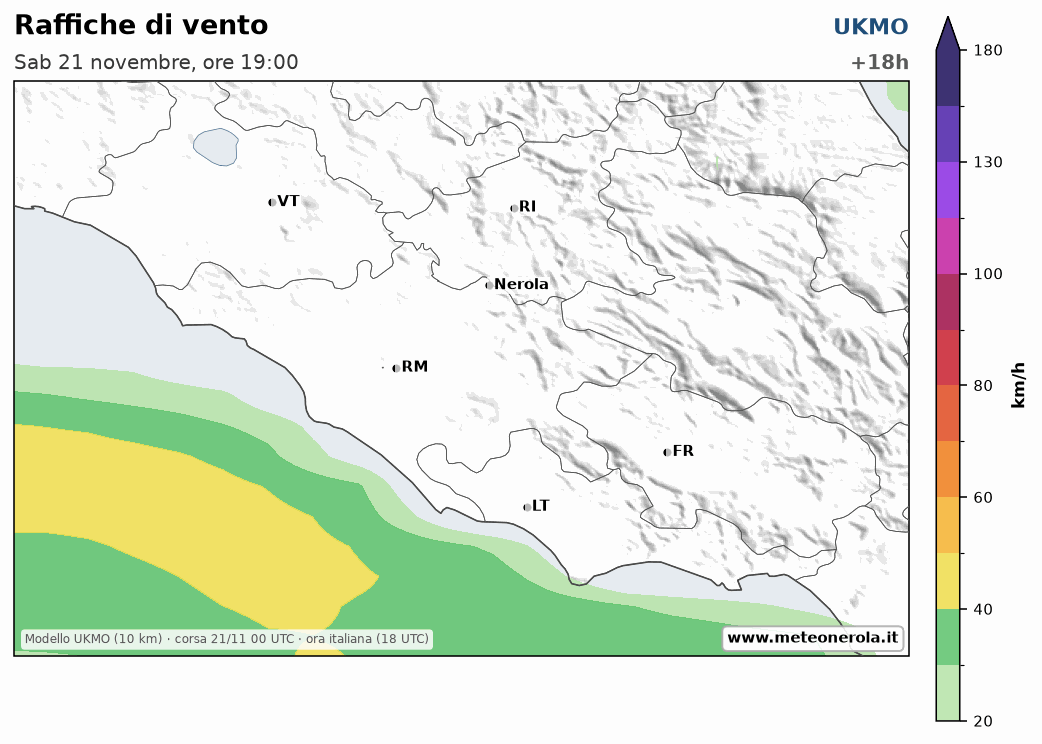 Raffiche di vento
UKMO
Sab 21 novembre, ore 19:00
+18h
180
130
100
80
60
40
20
km/h
VT
RI
Nerola
RM
FR
LT
Modello UKMO (10 km) · corsa 21/11 00 UTC · ora italiana (18 UTC)
www.meteonerola.it